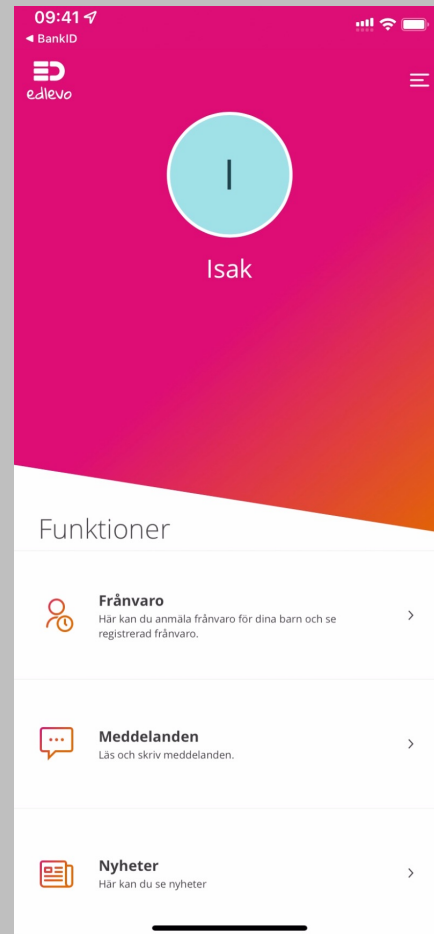 09:41
◀ BankID
edlevo
I
Isak
Funktioner
Frånvaro
Här kan du anmäla frånvaro för dina barn och se
registrerad frånvaro.
Meddelanden
Läs och skriv meddelanden.
Nyheter
Här kan du se nyheter